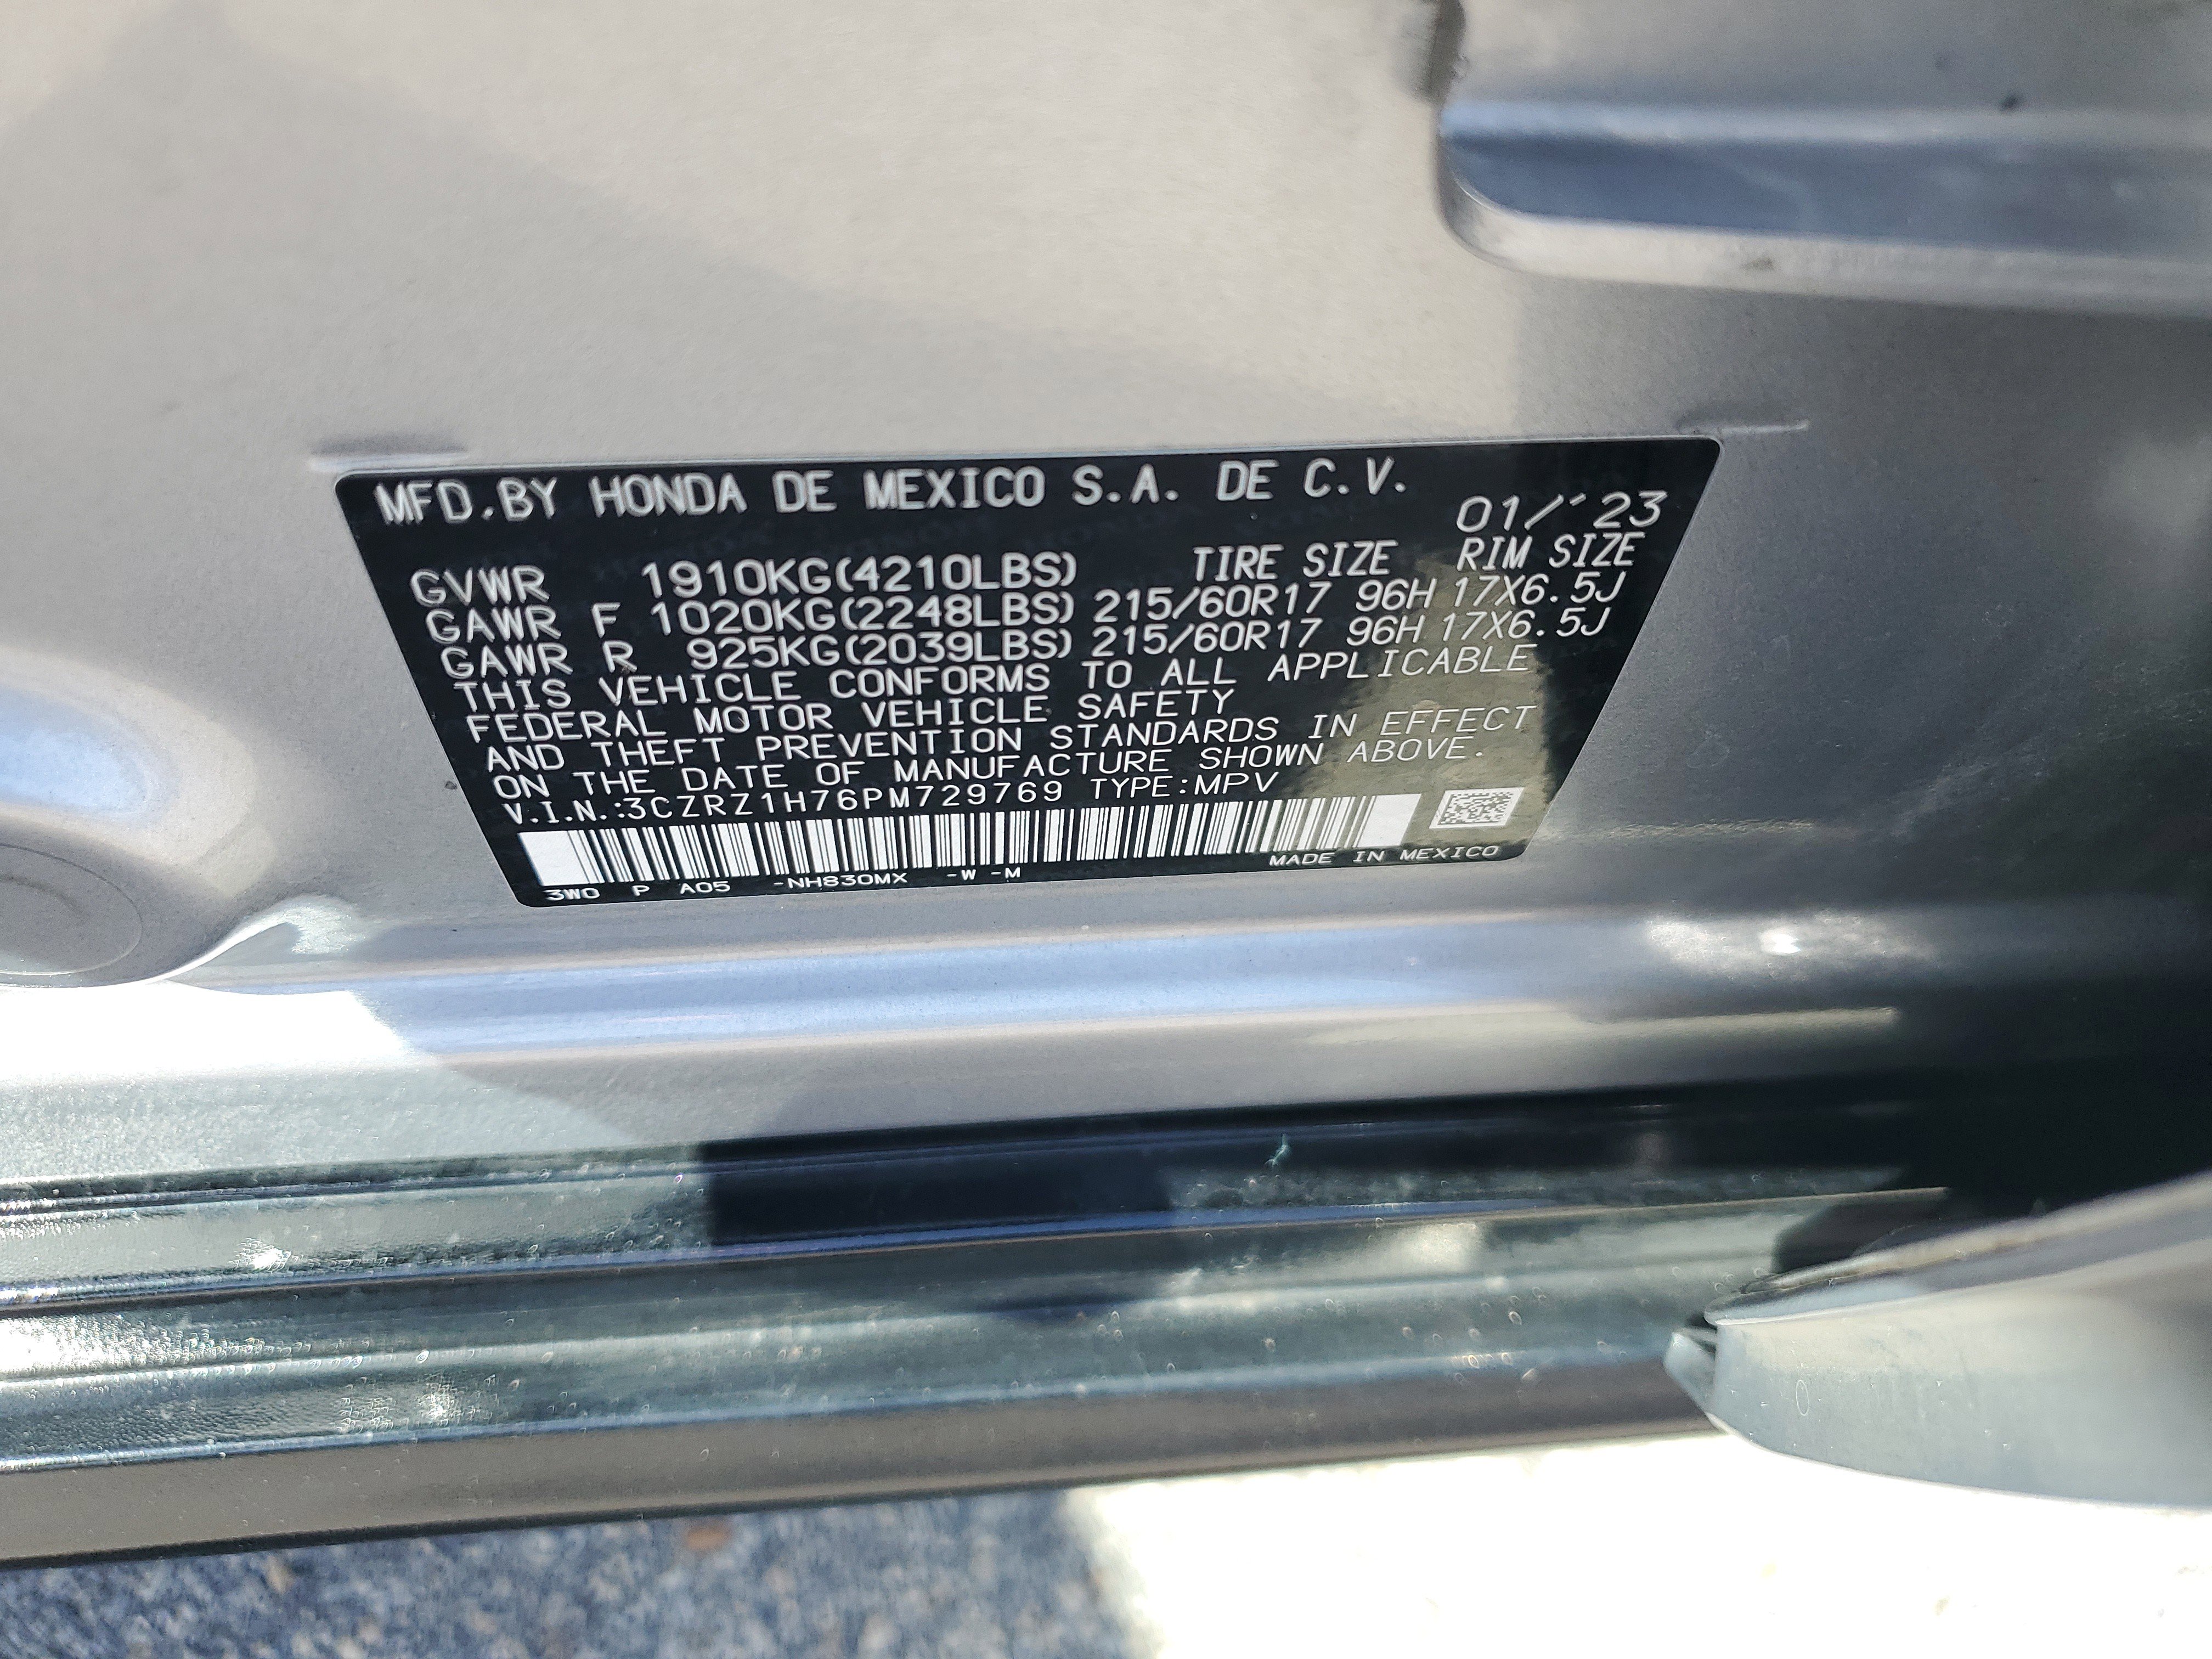 MFD.BY HONDA DE MEXICO S.A. DE C.V.
01/'23
TIRE SIZE RIM SIZE
GVWR 1910KG(4210LBS)
GAWR F 1020KG(2248LBS) 215/60R17 96H 17X6.5J
GAWR R 925KG(2039LBS) 215/60R17 96H 17X6.5J
THIS VEHICLE CONFORMS TO ALL APPLICABLE
FEDERAL MOTOR VEHICLE SAFETY
AND THEFT PREVENTION STANDARDS IN EFFECT
ON THE DATE OF MANUFACTURE SHOWN ABOVE.
V.I.N.:3CZRZ1H76PM729769 TYPE:MPV
MADE IN MEXICO
3W0 P A05 -NH830MX -W -M